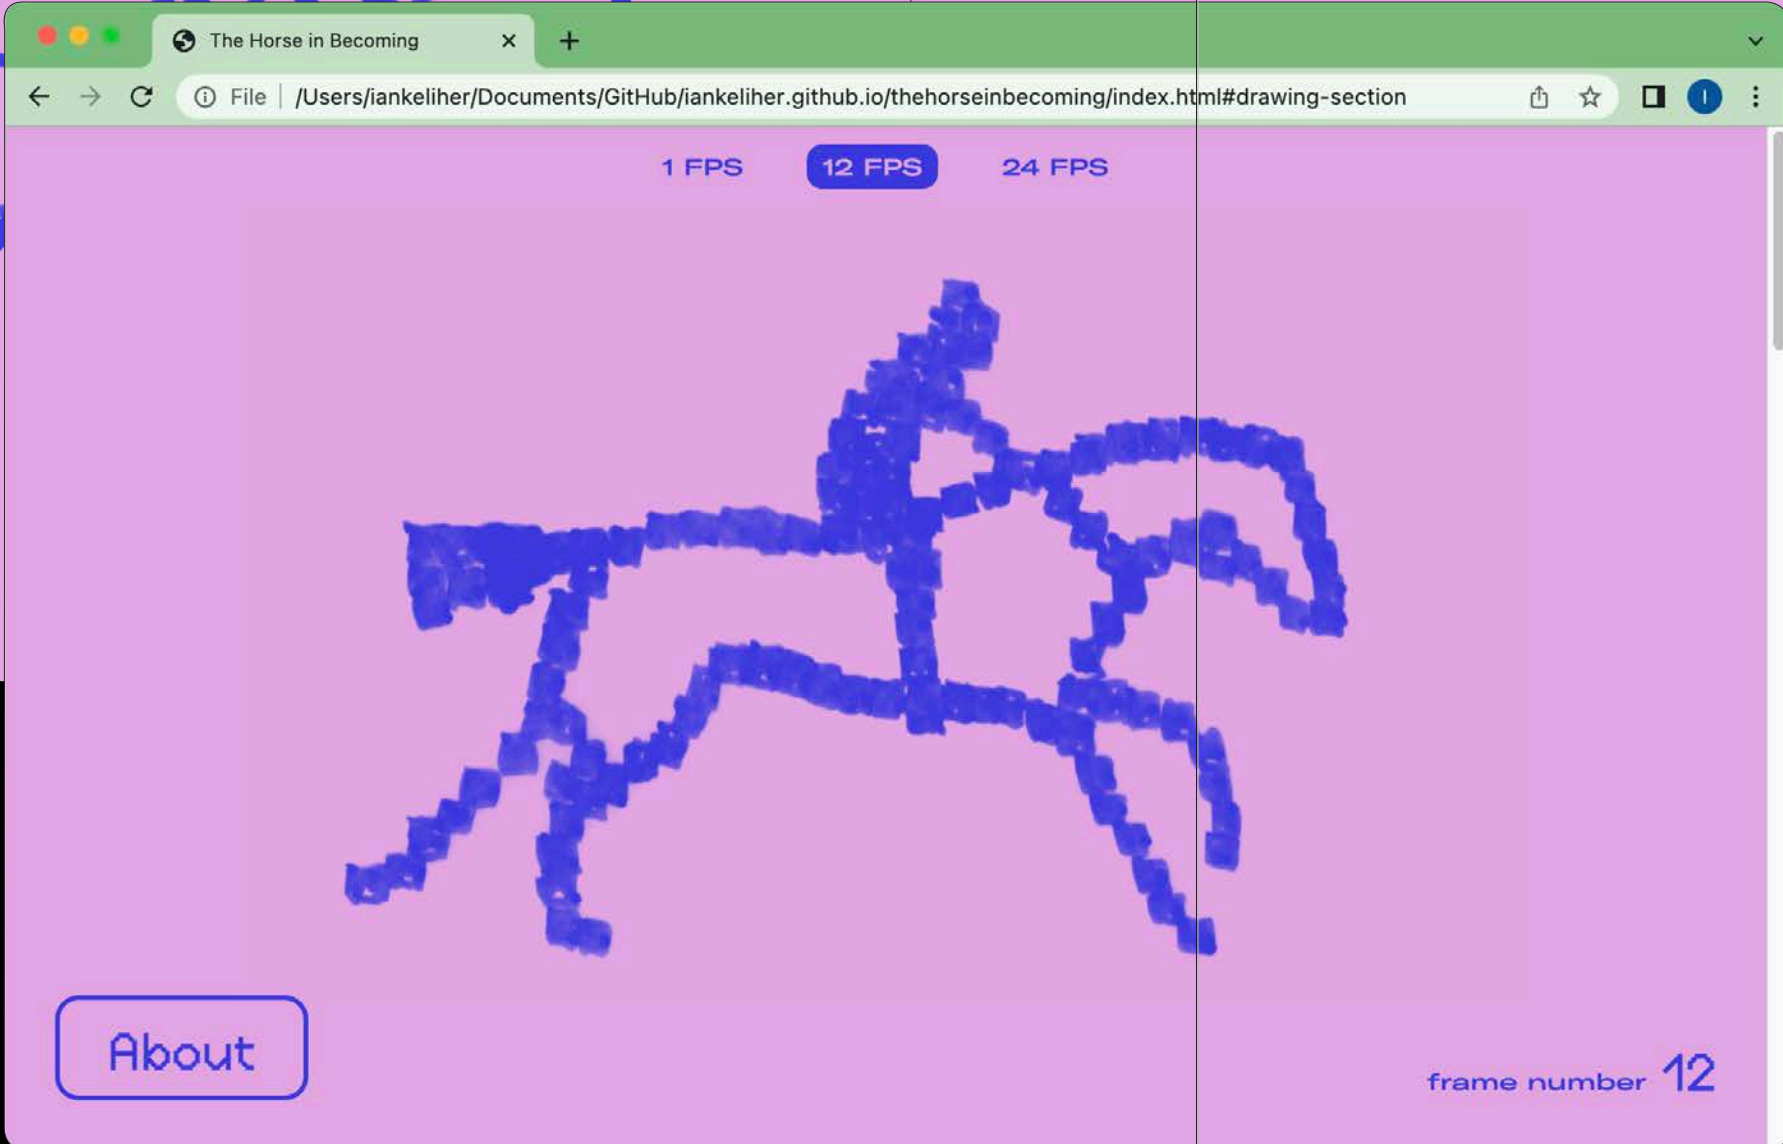 The Horse in Becoming
File /Users/iankeliher/Documents/GitHub/iankeliher.github.io/thehorseinbecoming/index.html#drawing-section
I
1 FPS 12 FPS 24 FPS
About
frame number 12